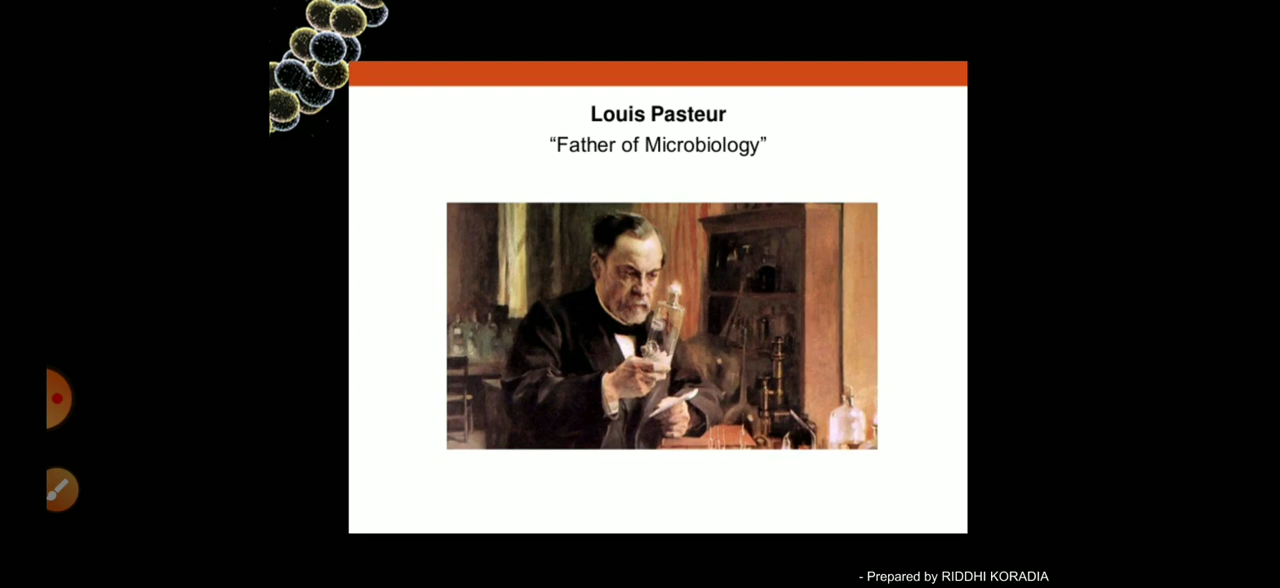 Louis Pasteur
“Father of Microbiology”
- Prepared by RIDDHI KORADIA